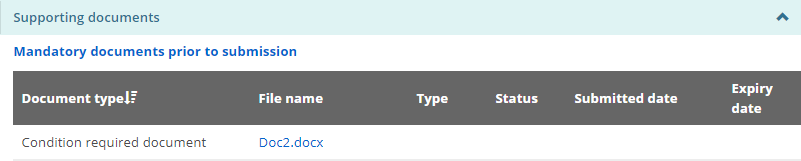 Supporting documents
Mandatory documents prior to submission
Document type File name Type Status Submitted date Expiry date
Condition required document Doc2.docx